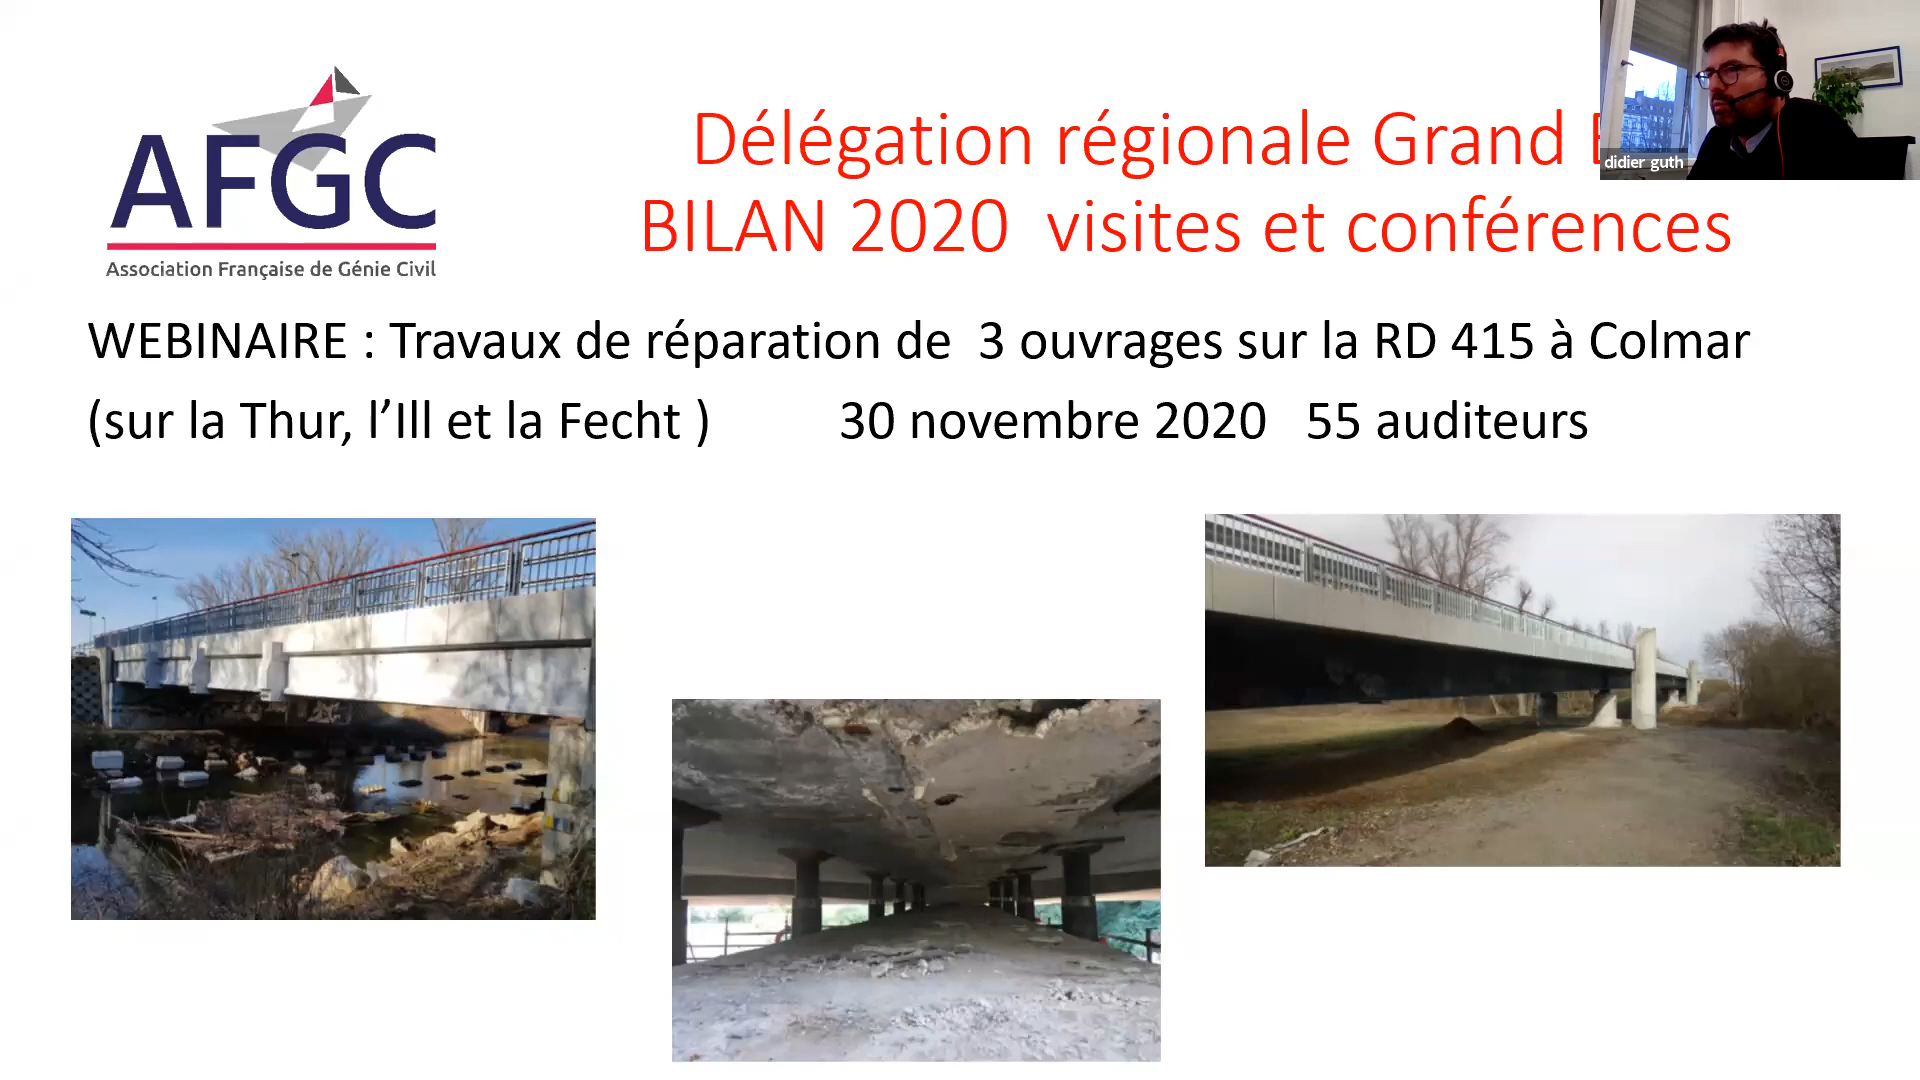 AFGC
Association Française de Génie Civil
Délégation régionale Grand
BILAN 2020 visites et conférences
didier guth
WEBINAIRE : Travaux de réparation de 3 ouvrages sur la RD 415 à Colmar
(sur la Thur, l’Ill et la Fecht ) 30 novembre 2020 55 auditeurs